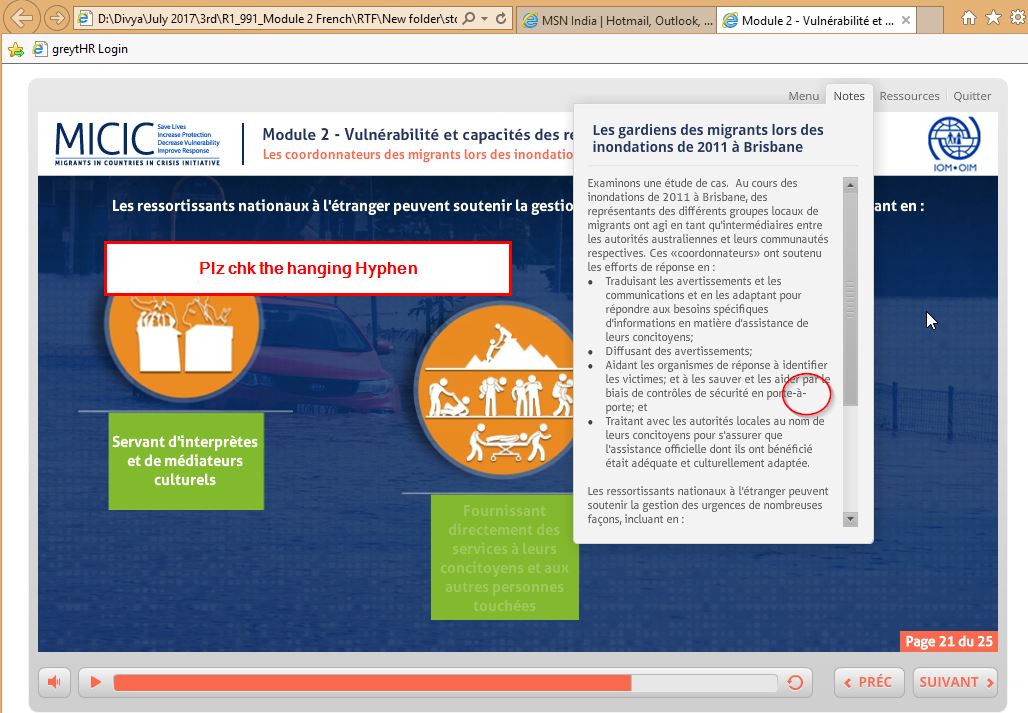 D:\Divya\July 2017\3rd\R1_991_Module 2 French\RTF\New folder\sto
MSN India | Hotmail, Outlook, ...
Module 2 - Vulnérabilité et ...
greytHR Login
Menu Notes Ressources Quitter
MICIC
Save Lives
Increase Protection
Decrease Vulnerability
Improve Response
MIGRANTS IN COUNTRIES IN CRISIS INITIATIVE
Module 2 - Vulnérabilité et capacités des re
Les coordonnateurs des migrants lors des inondatio
IOM•OIM
Les ressortissants nationaux à l'étranger peuvent soutenir la gestio
ant en :
Plz chk the hanging Hyphen
Servant d'interprètes
et de médiateurs
culturels
Fournissant
directement des
services à leurs
concitoyens et aux
autres personnes
touchées
Les gardiens des migrants lors des
inondations de 2011 à Brisbane
Examinons une étude de cas. Au cours des
inondations de 2011 à Brisbane, des
représentants des différents groupes locaux de
migrants ont agi en tant qu'intermédiaires entre
les autorités australiennes et leurs communautés
respectives. Ces «coordonnateurs» ont soutenu
les efforts de réponse en :
• Traduisant les avertissements et les
communications et en les adaptant pour
répondre aux besoins spécifiques
d'informations en matière d'assistance de
leurs concitoyens;
• Diffusant des avertissements;
• Aidant les organismes de réponse à identifier
les victimes; et à les sauver et les aider par le
biais de contrôles de sécurité en porte-à-
porte; et
• Traitant avec les autorités locales au nom de
leurs concitoyens pour s'assurer que
l'assistance officielle dont ils ont bénéficié
était adéquate et culturellement adaptée.
Les ressortissants nationaux à l'étranger peuvent
soutenir la gestion des urgences de nombreuses
façons, incluant en :
Page 21 du 25
PRÉC
SUIVANT